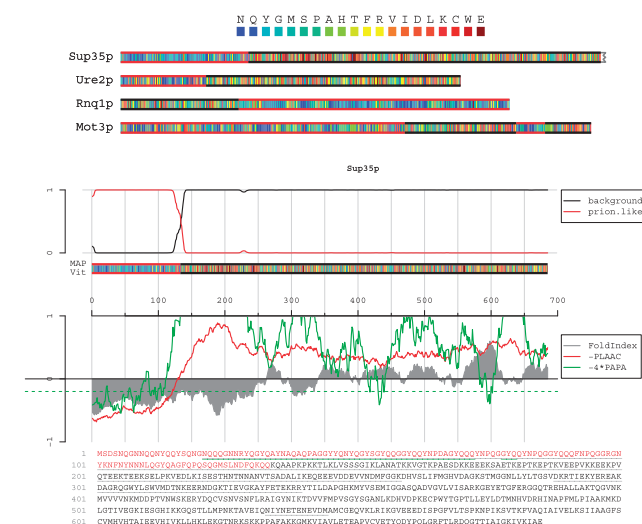 N Q Y G M S P A H T F R V I D L K C W E
Sup35p
Ure2p
Rnq1p
Mot3p
Sup35p
1
0
background
prion.like
MAP
Vit
0 100 200 300 400 500 600 700
1
0
-1
FoldIndex
-PLAAC
-4*PAPA
1 MSDSNQGNNQQNYQQYSQNGNQQQGNNRYQGYQAYNAQAQPAGGYYQNYQGYSGYQQGGYQQYNPDAGYQQQYNPQGGYQQYNPQGGYQQQFNPQGGRGN
101 YKNFNYNNNLQGYQAGFQPQSQGMSLNDFQKQQKQAAPKPKKTLKLVSSSGIKLANATKKVGTKPAESDKKEEEKSAETKEPTKEPTKVEEPVKKEEKPV
201 QTEEKTEEKSELPKVEDLKISESTHNTNNANVTSADALIKEQEEEVDDEVVNDMFGGKDHVSLIFMGHVDAGKSTMGGNLLYLTGSVDKRTIEKYEREAK
301 DAGRQGWYLSWVMDTNKEERNDGKTIEVGKAYFETEKRRYTILDAPGHKMYVSEMIGGASQADVGVLVISARKGEYETGFERGGQTREHALLAKTQGVNK
401 MVVVVNKMDDPTVNWSKERYDQCVSNVSNFLRAIGYNIKTDVVFMPVSGYSGANLKDHVDPKECPWYTGPTLLEYLDTMNHVDRHINAPFMLPIAAKMKD
501 LGTIVEGKIESGHIKKGQSTLLMPNKTAVEIQNIYNETENEVDMAMCGEQVKLRIKGVEEEDISPGFVLTSPKNPIKSVTKFVAQIAIVELKSIIAAGFS
601 CVMHVHTAIEEVHIVKLLHKLEKGTNRKSKKPPAFAKKGMKVIAVLETEAPVCVETYQDYPQLGRFTLRDQGTTIAIGKIVKIAE